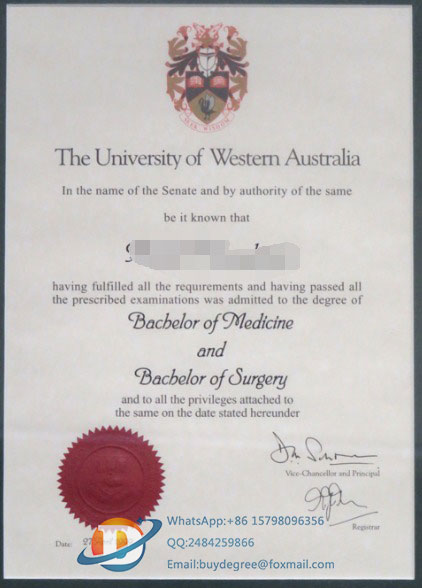 SEEK WISDOM
The University of Western Australia
In the name of the Senate and by authority of the same
be it known that
having fulfilled all the requirements and having passed all
the prescribed examinations was admitted to the degree of
Bachelor of Medicine
and
Bachelor of Surgery
and to all the privileges attached to
the same on the date stated hereunder
Vice-Chancellor and Principal
Registrar
Date:
WhatsApp:+86 15798096356
QQ:2484259866
Email:buydegree@foxmail.com